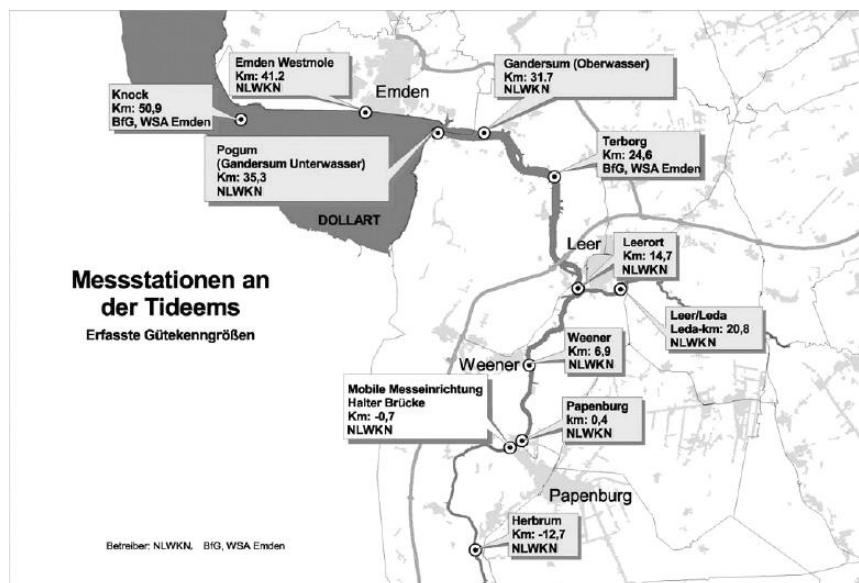 Emden Westmole
Km: 41.2
NLWKN
Gandersum (Oberwasser)
Km: 31.7
NLWKN
Emden
Knock
Km: 50,9
BfG, WSA Emden
Pogum
(Gandersum Unterwasser)
Km: 35,3
NLWKN
Terborg
Km: 24,6
BfG, WSA Emden
DOLLART
Leer
Leerort
Km: 14,7
NLWKN
Messstationen an
der Tideems
Erfasste Gütekenngrößen
Leer/Leda
Leda-km: 20,8
NLWKN
Weener
Weener
Km: 6,9
NLWKN
Mobile Messeinrichtung
Halter Brücke
Km: -0,7
NLWKN
Papenburg
km: 0,4
NLWKN
Papenburg
Herbrum
Km: -12,7
NLWKN
Betreiber: NLWKN, BfG, WSA Emden